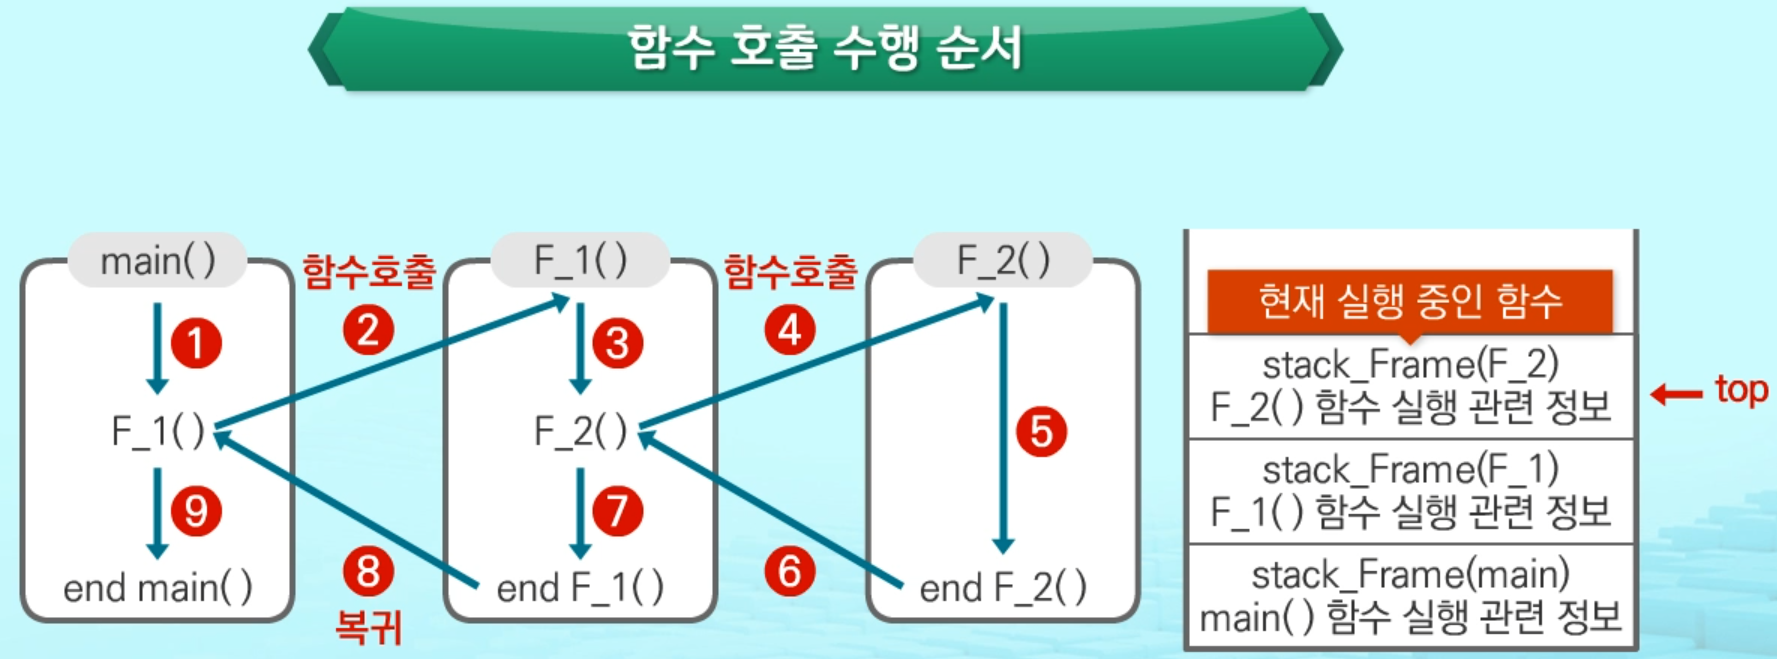 함수 호출 수행 순서
main()
1
F_1()
9
end main()
함수호출
2
8
복귀
F_1()
3
F_2()
7
end F_1()
함수호출
4
6
F_2()
5
end F_2()
현재 실행 중인 함수
stack_Frame(F_2)
F_2() 함수 실행 관련 정보
top
stack_Frame(F_1)
F_1() 함수 실행 관련 정보
stack_Frame(main)
main() 함수 실행 관련 정보